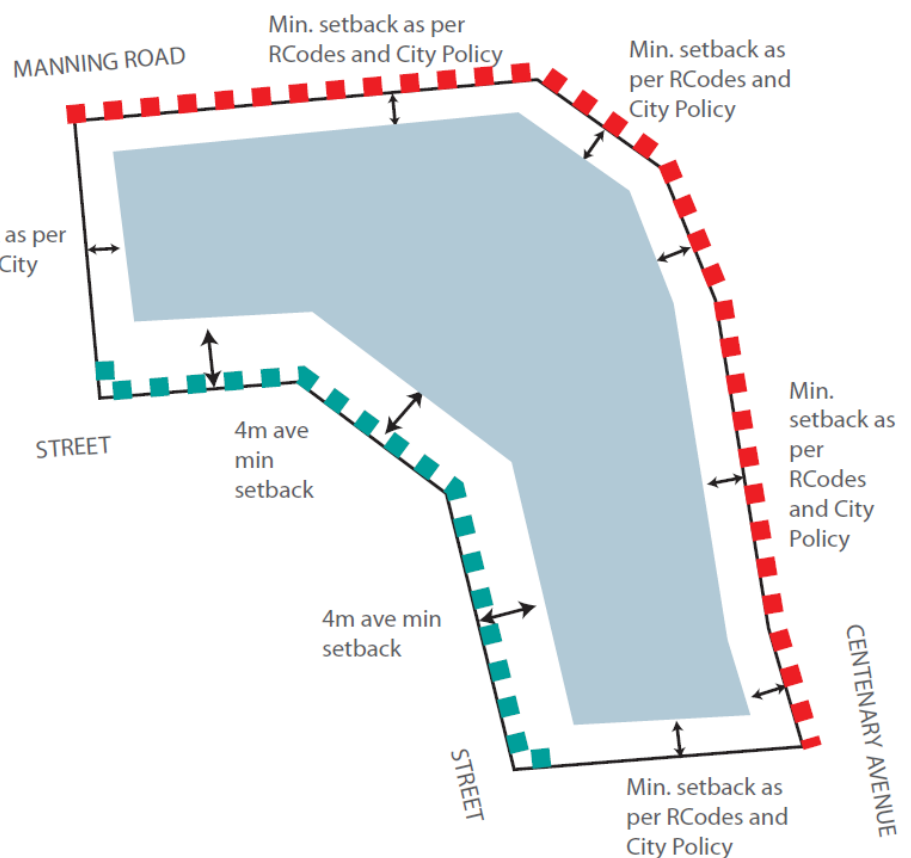 Min. setback as per
RCodes and City Policy
MANNING ROAD
Min. setback as
per RCodes and
City Policy
as per
City
STREET
4m ave
min
setback
Min.
setback as
per
RCodes
and City
Policy
4m ave min
setback
CENTENARY AVENUE
STREET
Min. setback as
per RCodes and
City Policy